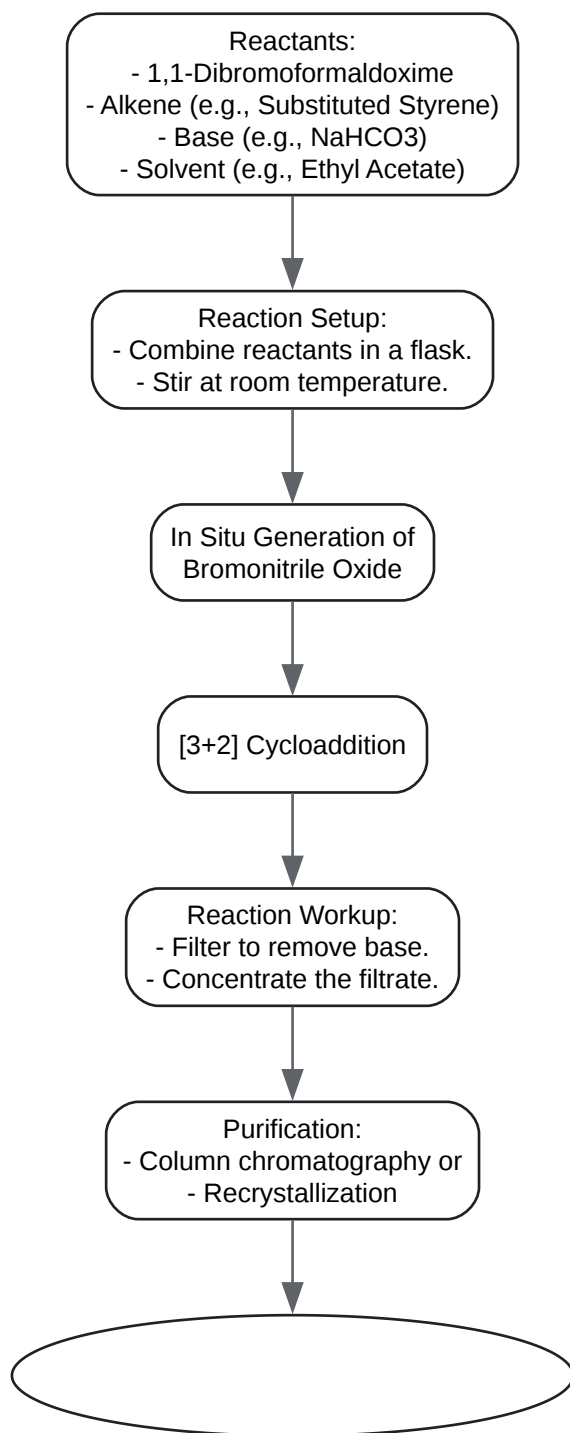 Reactants:
- 1,1-Dibromoformaldoxime
- Alkene (e.g., Substituted Styrene)
- Base (e.g., NaHCO3)
- Solvent (e.g., Ethyl Acetate)
Reaction Setup:
- Combine reactants in a flask.
- Stir at room temperature.
In Situ Generation of
Bromonitrile Oxide
[3+2] Cycloaddition
Reaction Workup:
- Filter to remove base.
- Concentrate the filtrate.
Purification:
- Column chromatography or
- Recrystallization